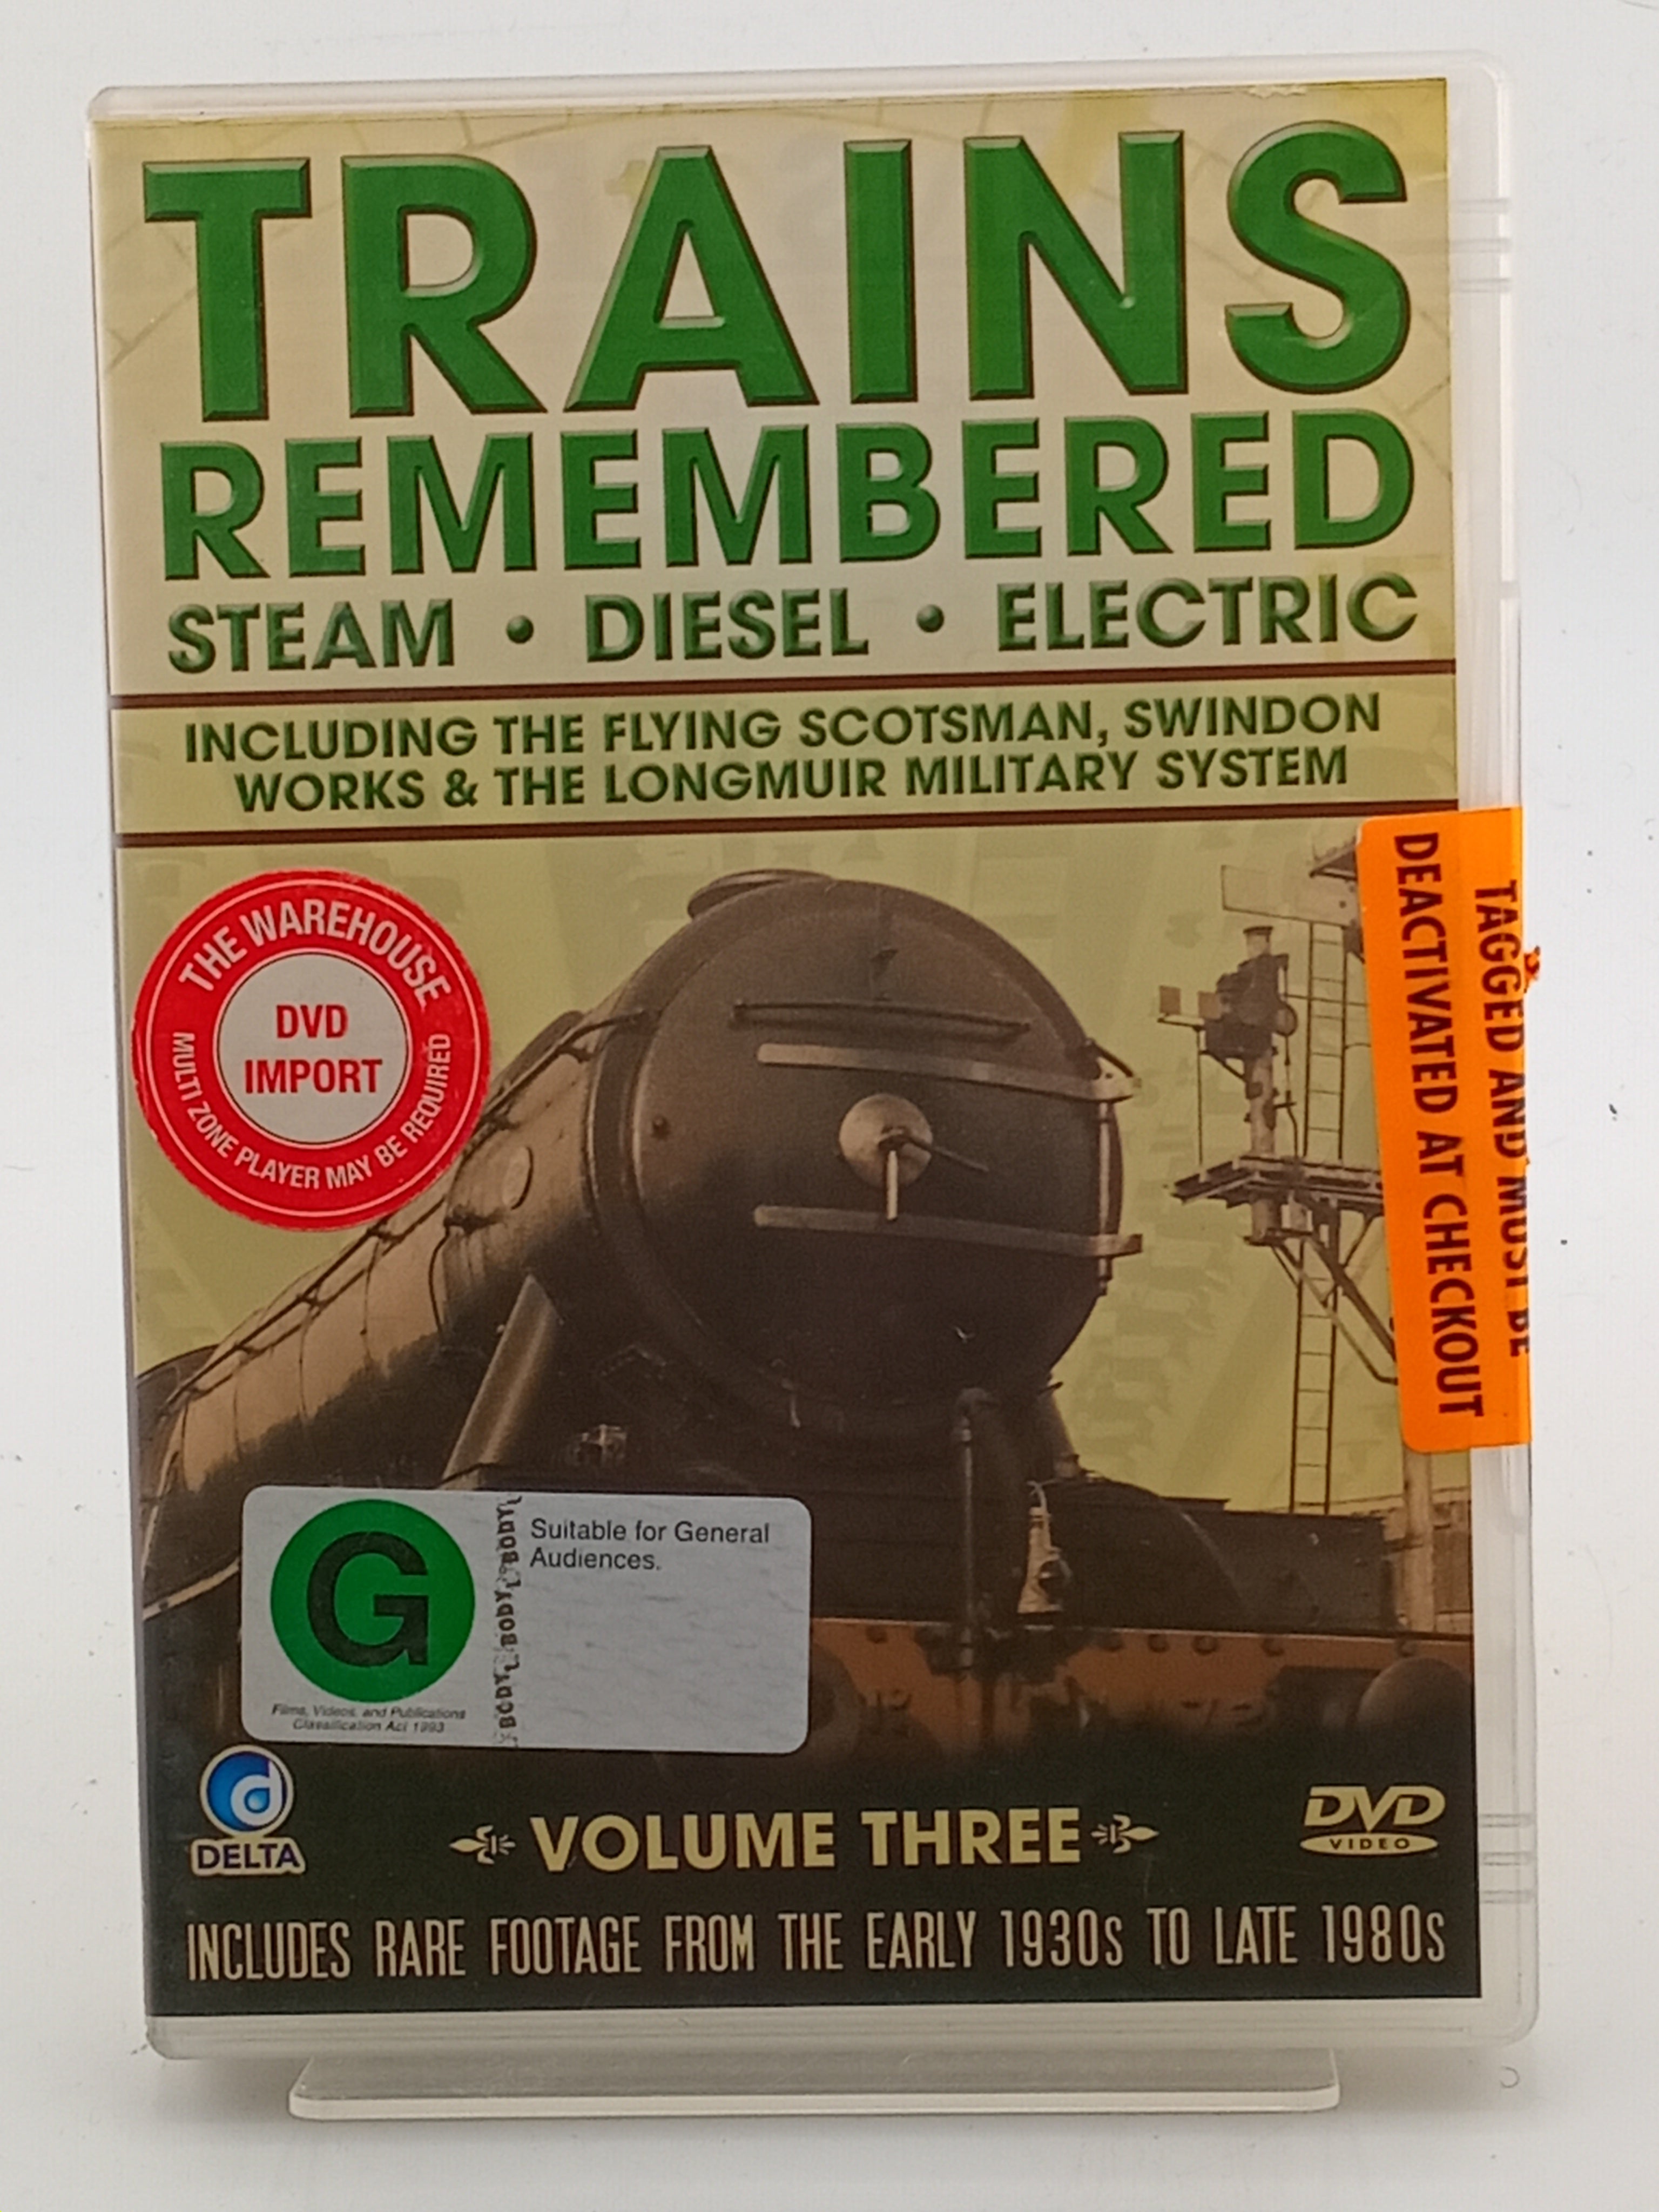 TRAINS
REMEMBERED
STEAM • DIESEL • ELECTRIC
INCLUDING THE FLYING SCOTSMAN, SWINDON
WORKS & THE LONGMUIR MILITARY SYSTEM
THE WAREHOUSE
DVD
IMPORT
MULTI ZONE PLAYER MAY BE REQUIRED
TAGGED AND MUST BE
DEACTIVATED AT CHECKOUT
G
Suitable for General
Audiences.
Films, Videos, and Publications
Classification Act 1993
DELTA
VOLUME THREE
DVD
VIDEO
INCLUDES RARE FOOTAGE FROM THE EARLY 1930s TO LATE 1980s